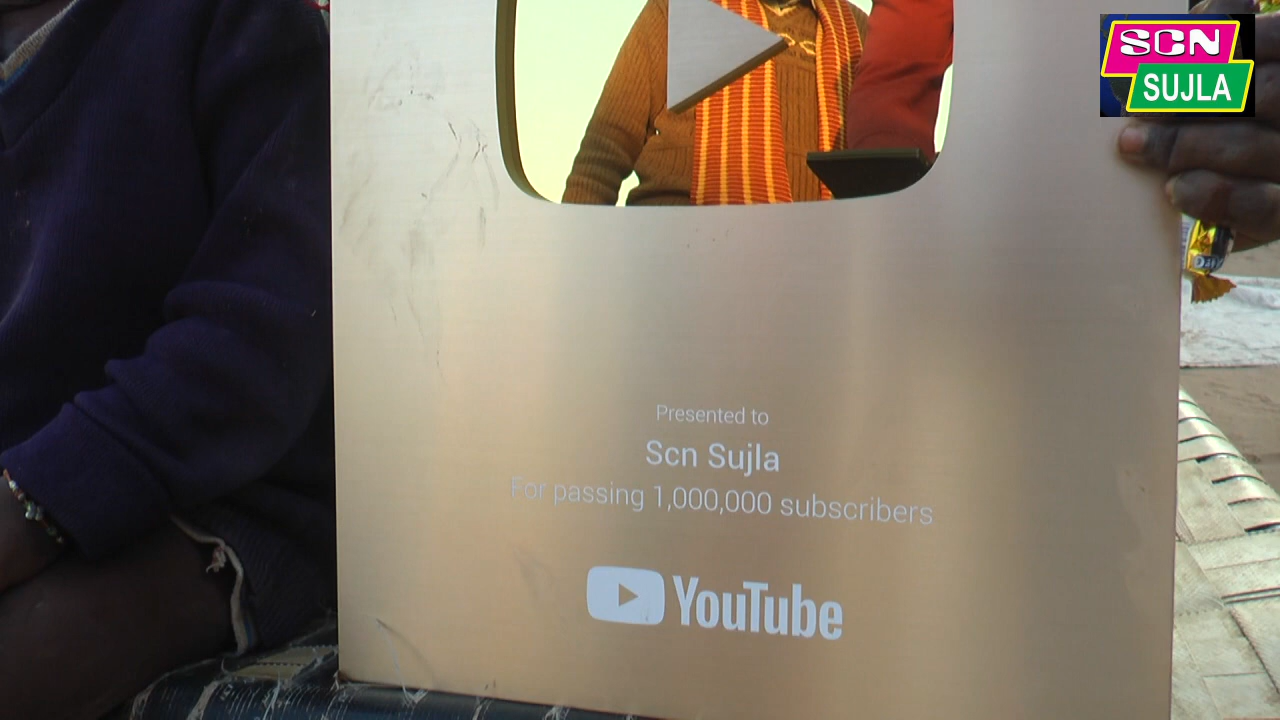 SCN
SUJLA
Presented to
Scn Sujla
For passing 1,000,000 subscribers
YouTube